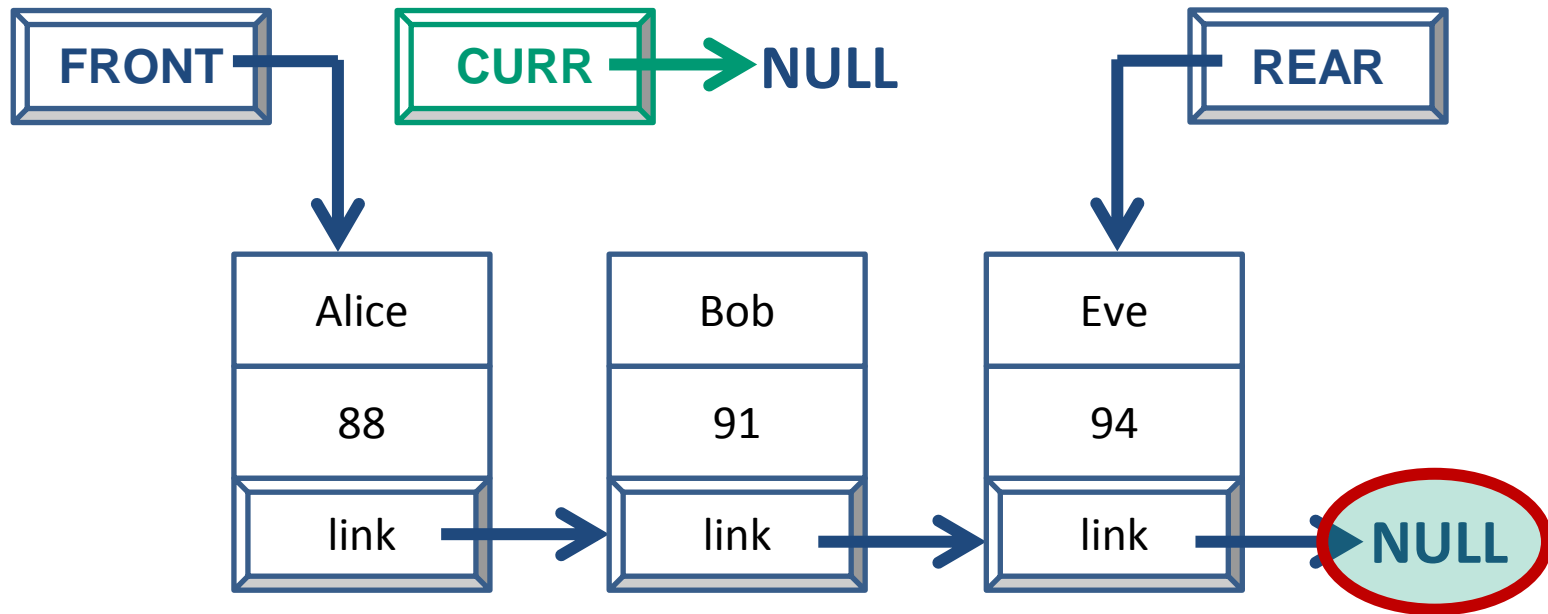 FRONT
CURR
NULL
REAR
Alice
Bob
Eve
88
91
94
link
link
link
NULL